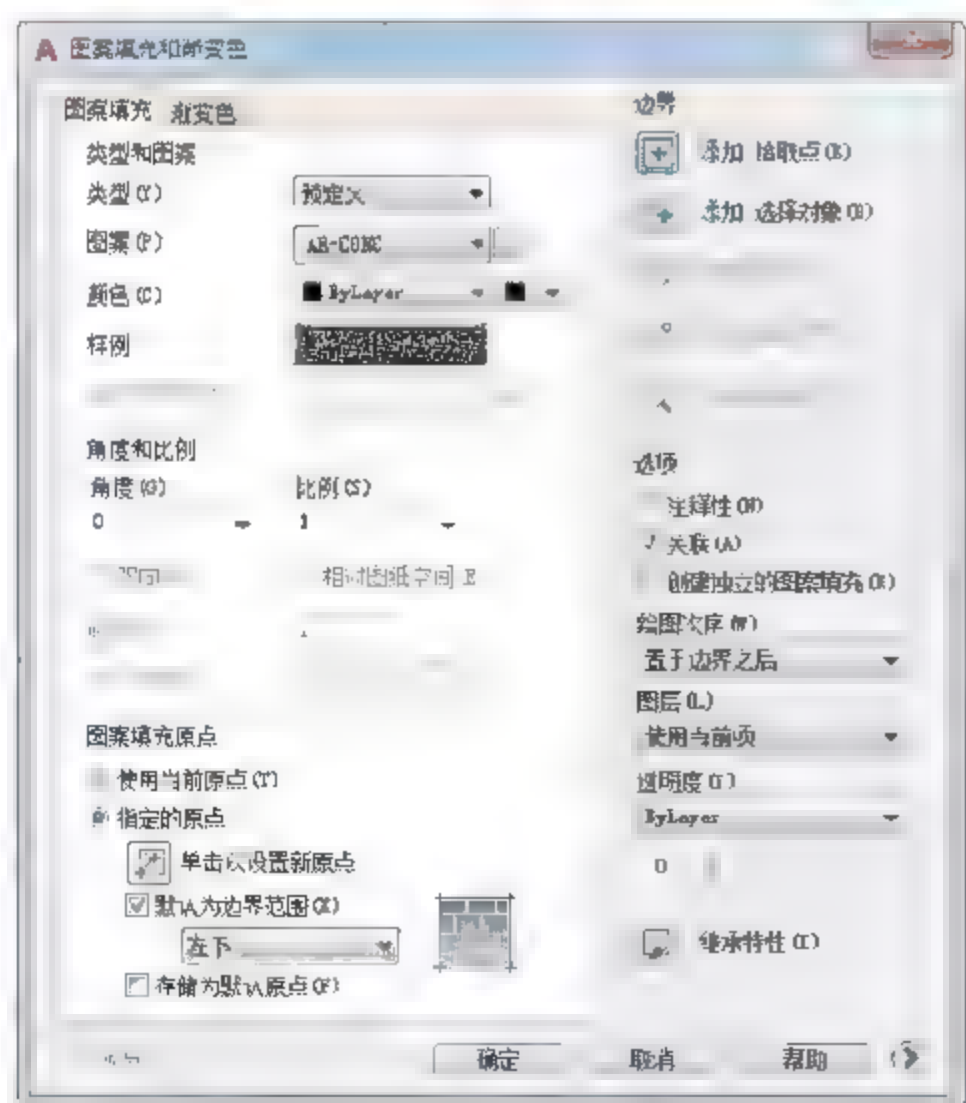 图案填充和渐变色
图案填充 渐变色
类型和图案
类型(Y) 预定义
图案(P) AR-CONC
颜色(C) ByLayer
样例
角度和比例
角度(G) 比例(S)
0 1
相对图纸空间 E
图案填充原点
使用当前原点(T)
指定的原点
单击以设置新原点
默认为边界范围(X)
左下
存储为默认原点(F)
边界
添加 拾取点(K)
添加 选择对象(B)
选项
注释性(N)
关联(A)
创建独立的图案填充(H)
绘图次序(W)
置于边界之后
图层(L)
使用当前项
透明度(T)
ByLayer
0
继承特性(I)
确定 取消 帮助